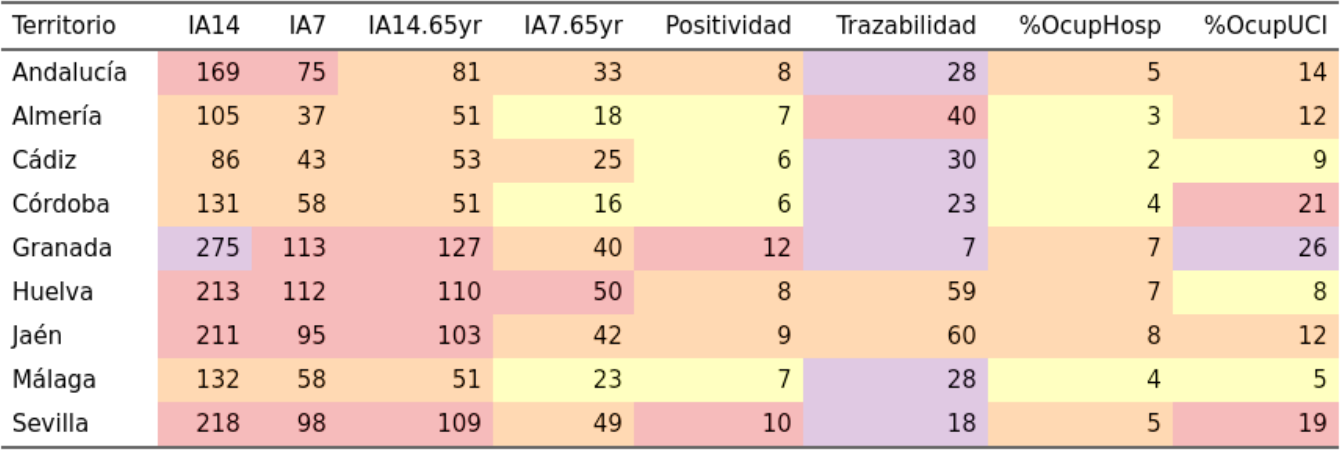 Territorio IA14 IA7 IA14.65yr IA7.65yr Positividad Trazabilidad %OcupHosp %OcupUCI
Andalucía 169 75 81 33 8 28 5 14
Almería 105 37 51 18 7 40 3 12
Cádiz 86 43 53 25 6 30 2 9
Córdoba 131 58 51 16 6 23 4 21
Granada 275 113 127 40 12 7 7 26
Huelva 213 112 110 50 8 59 7 8
Jaén 211 95 103 42 9 60 8 12
Málaga 132 58 51 23 7 28 4 5
Sevilla 218 98 109 49 10 18 5 19